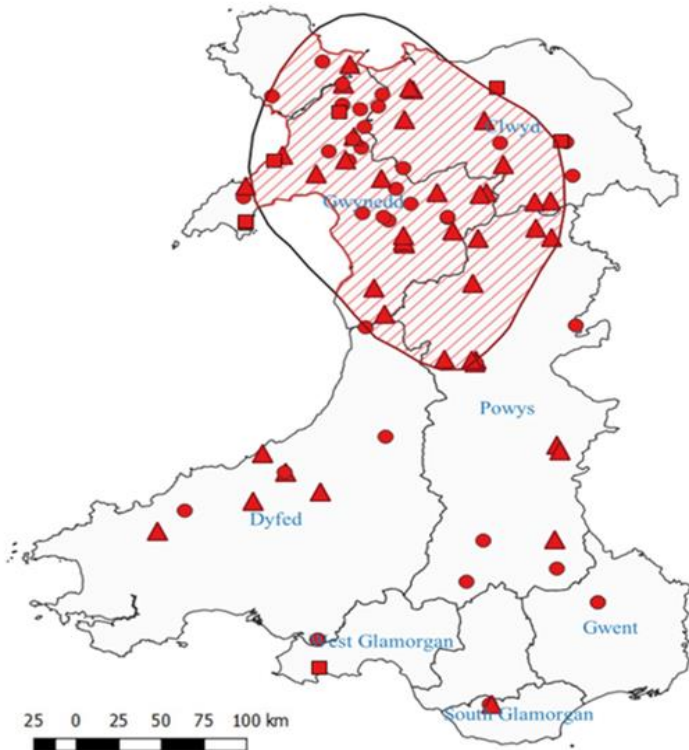 Clwyd
Gwynedd
Powys
Dyfed
West Glamorgan
Gwent
South Glamorgan
25 0 25 50 75 100 km